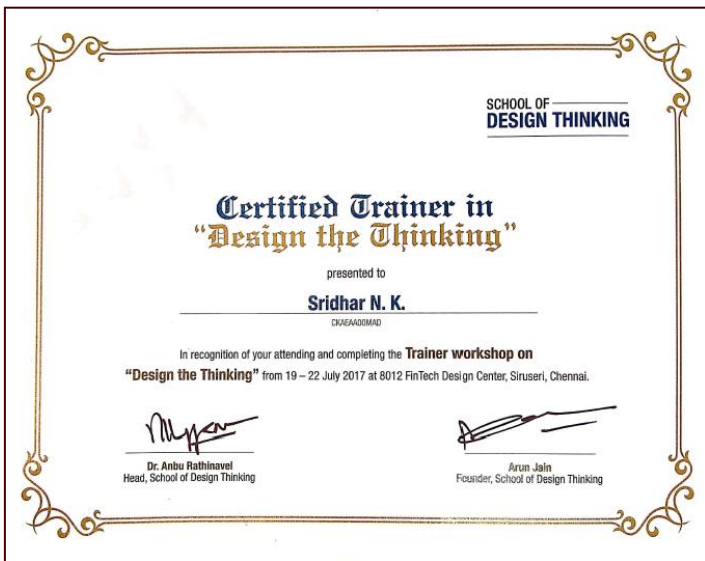 SCHOOL OF
DESIGN THINKING
Certified Trainer in
“Design the Thinking”
presented to
Sridhar N. K.
CKAEAA00MAD
In recognition of your attending and completing the Trainer workshop on
“Design the Thinking” from 19 – 22 July 2017 at 8012 FinTech Design Center, Siruseri, Chennai.
Dr. Anbu Rathinavel
Head, School of Design Thinking
Arun Jain
Founder, School of Design Thinking